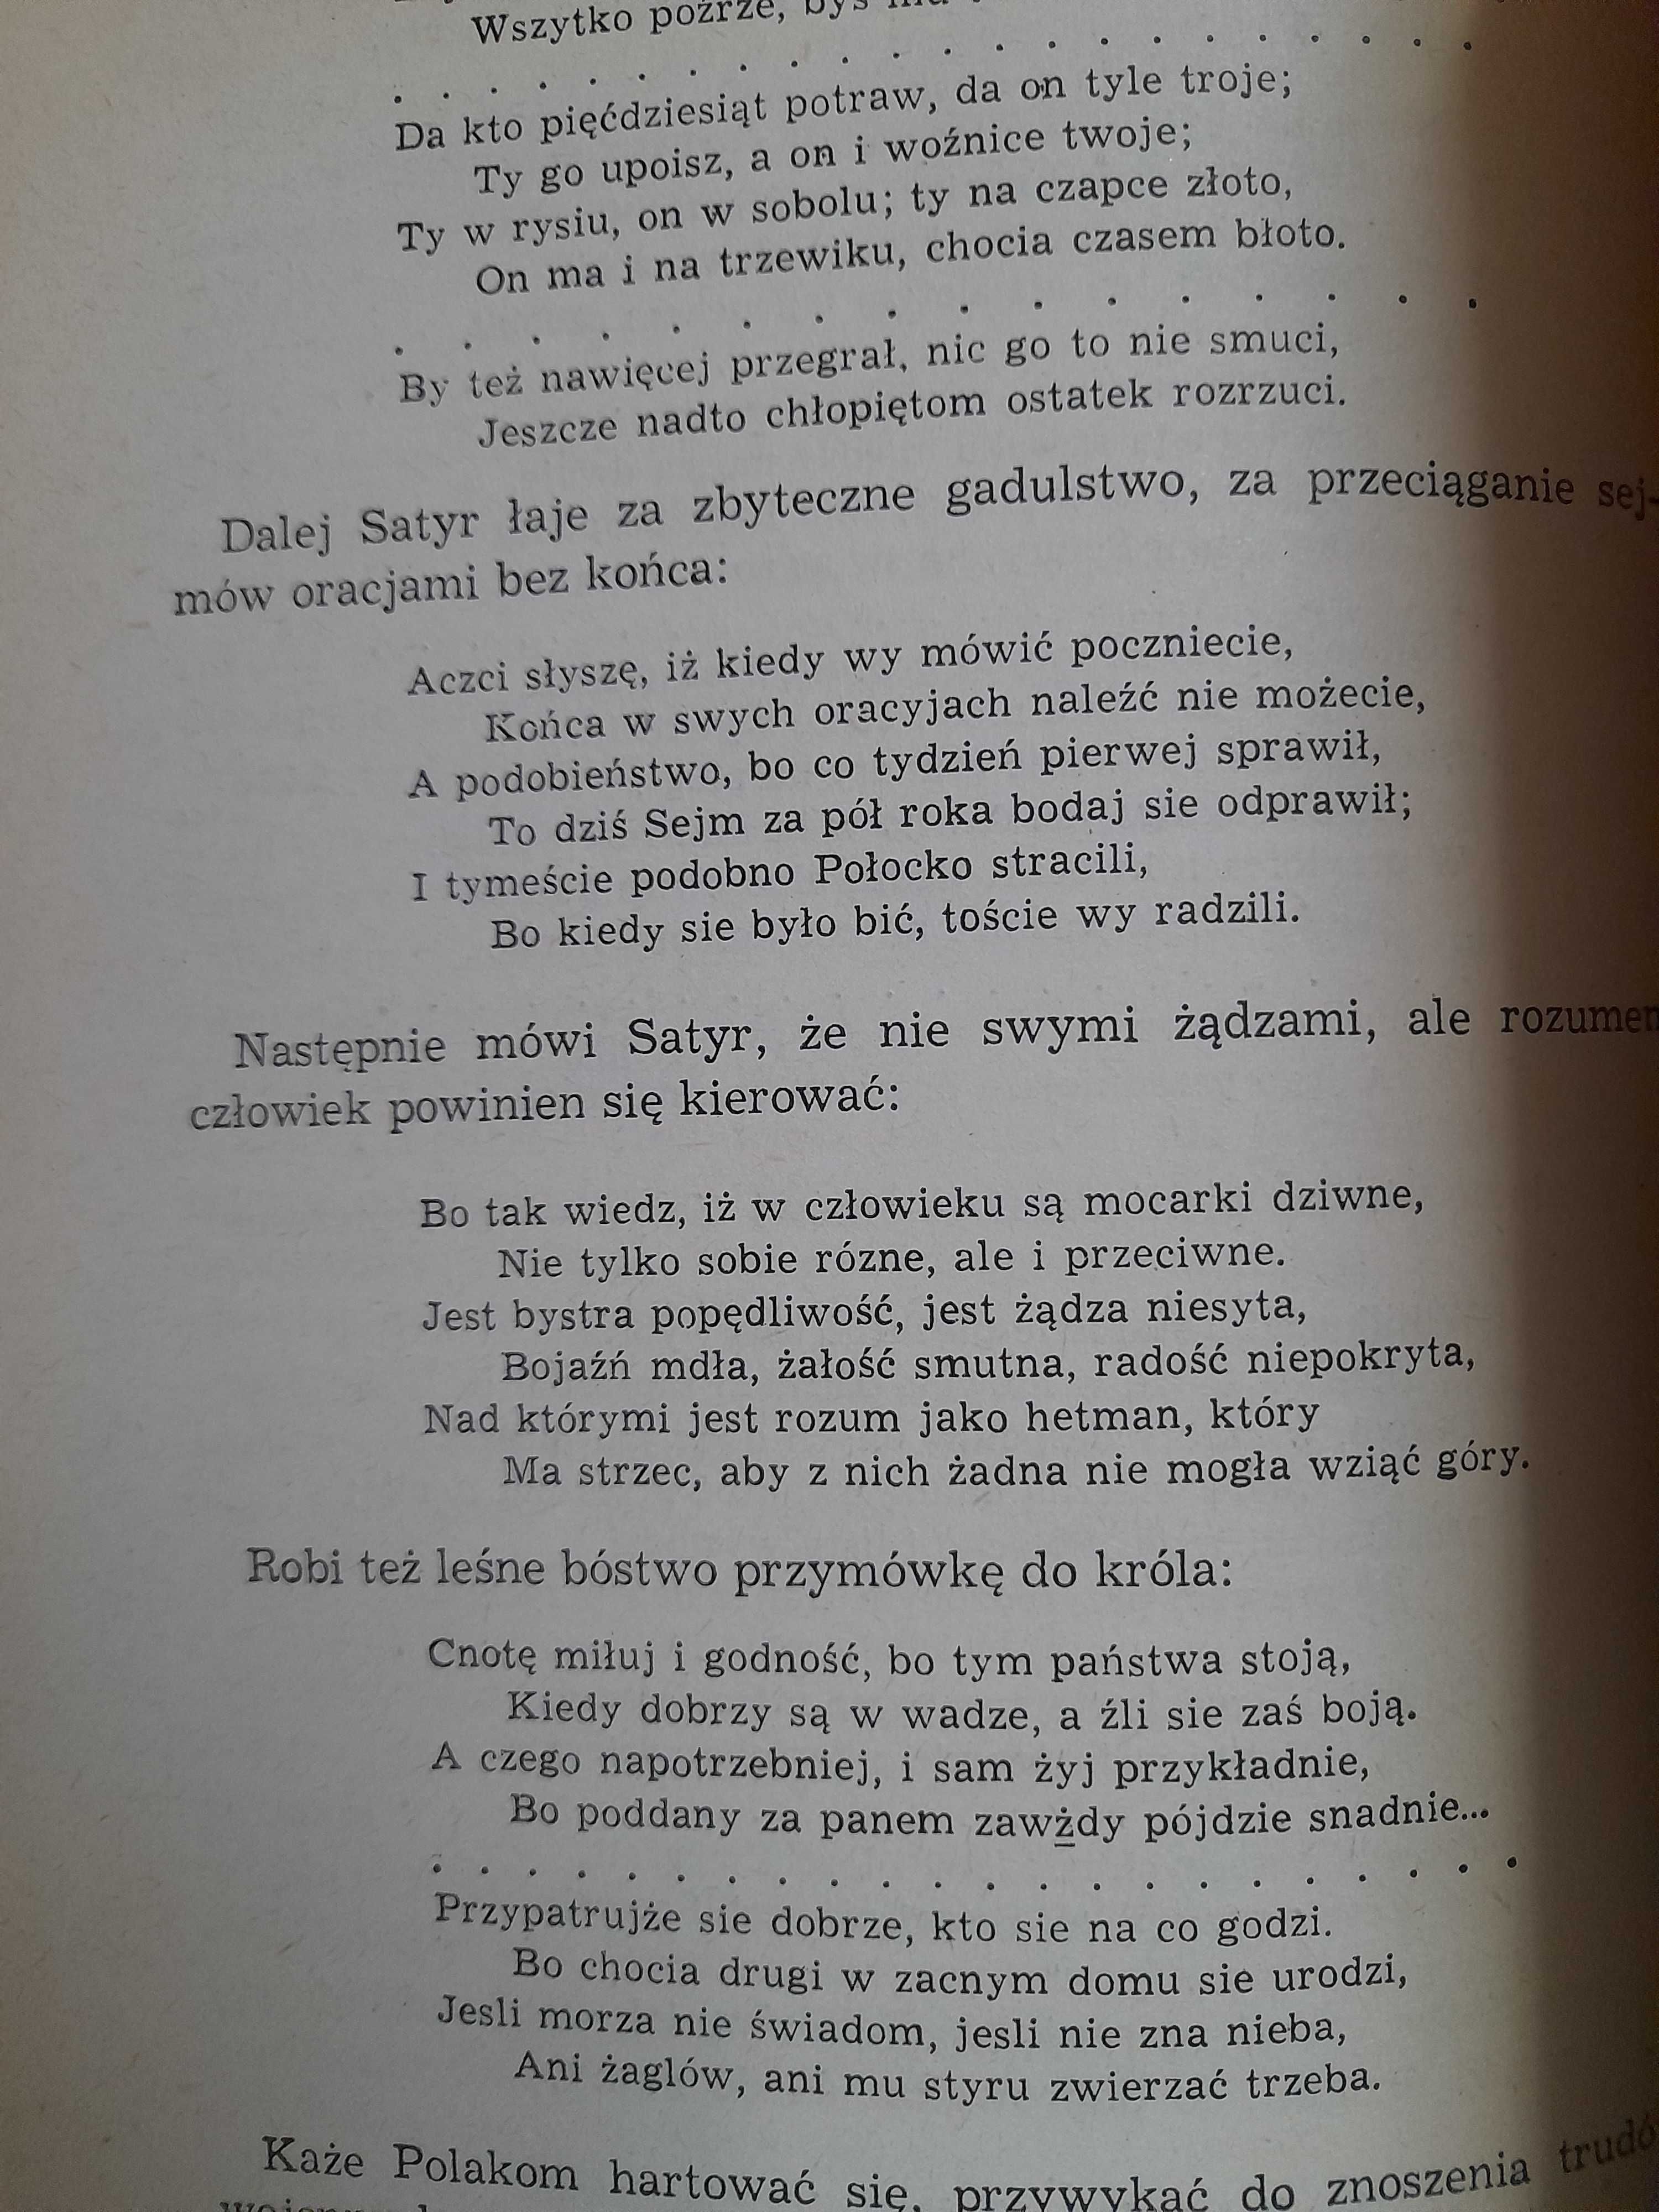 Wszytko pożrze, byś
. . . . . . . . . . . . . . . . . . . . . .
Da kto pięćdziesiąt potraw, da on tyle troje;
Ty go upoisz, a on i woźnice twoje;
Ty w rysiu, on w sobolu; ty na czapce złoto,
On ma i na trzewiku, chocia czasem błoto.
. . . . . . . . . . . . . . . .
By też nawięcej przegrał, nic go to nie smuci,
Jeszcze nadto chłopiętom ostatek rozrzuci.
Dalej Satyr łaje za zbyteczne gadulstwo, za przeciąganie sej-
mów oracjami bez końca:
Aczci słyszę, iż kiedy wy mówić poczniecie,
Końca w swych oracyjach naleźć nie możecie,
A podobieństwo, bo co tydzień pierwej sprawił,
To dziś Sejm za pół roka bodaj sie odprawił;
I tymeście podobno Połocko stracili,
Bo kiedy sie było bić, toście wy radzili.
Następnie mówi Satyr, że nie swymi żądzami, ale rozumem
człowiek powinien się kierować:
Bo tak wiedz, iż w człowieku są mocarki dziwne,
Nie tylko sobie rózne, ale i przeciwne.
Jest bystra popędliwość, jest żądza niesyta,
Bojaźń mdła, żałość smutna, radość niepokryta,
Nad którymi jest rozum jako hetman, który
Ma strzec, aby z nich żadna nie mogła wziąć góry.
Robi też leśne bóstwo przymówkę do króla:
Cnotę miłuj i godność, bo tym państwa stoją,
Kiedy dobrzy są w wadze, a źli sie zaś boją.
A czego napotrzebniej, i sam żyj przykładnie,
Bo poddany za panem zawżdy pójdzie snadnie...
. . . . . . . . . . . . . . . . . . . . . .
Przypatrujże sie dobrze, kto sie na co godzi.
Bo chocia drugi w zacnym domu sie urodzi,
Jesli morza nie świadom, jesli nie zna nieba,
Ani żaglów, ani mu styru zwierzać trzeba.
Każe Polakom hartować się, przywykać do znoszenia trudó